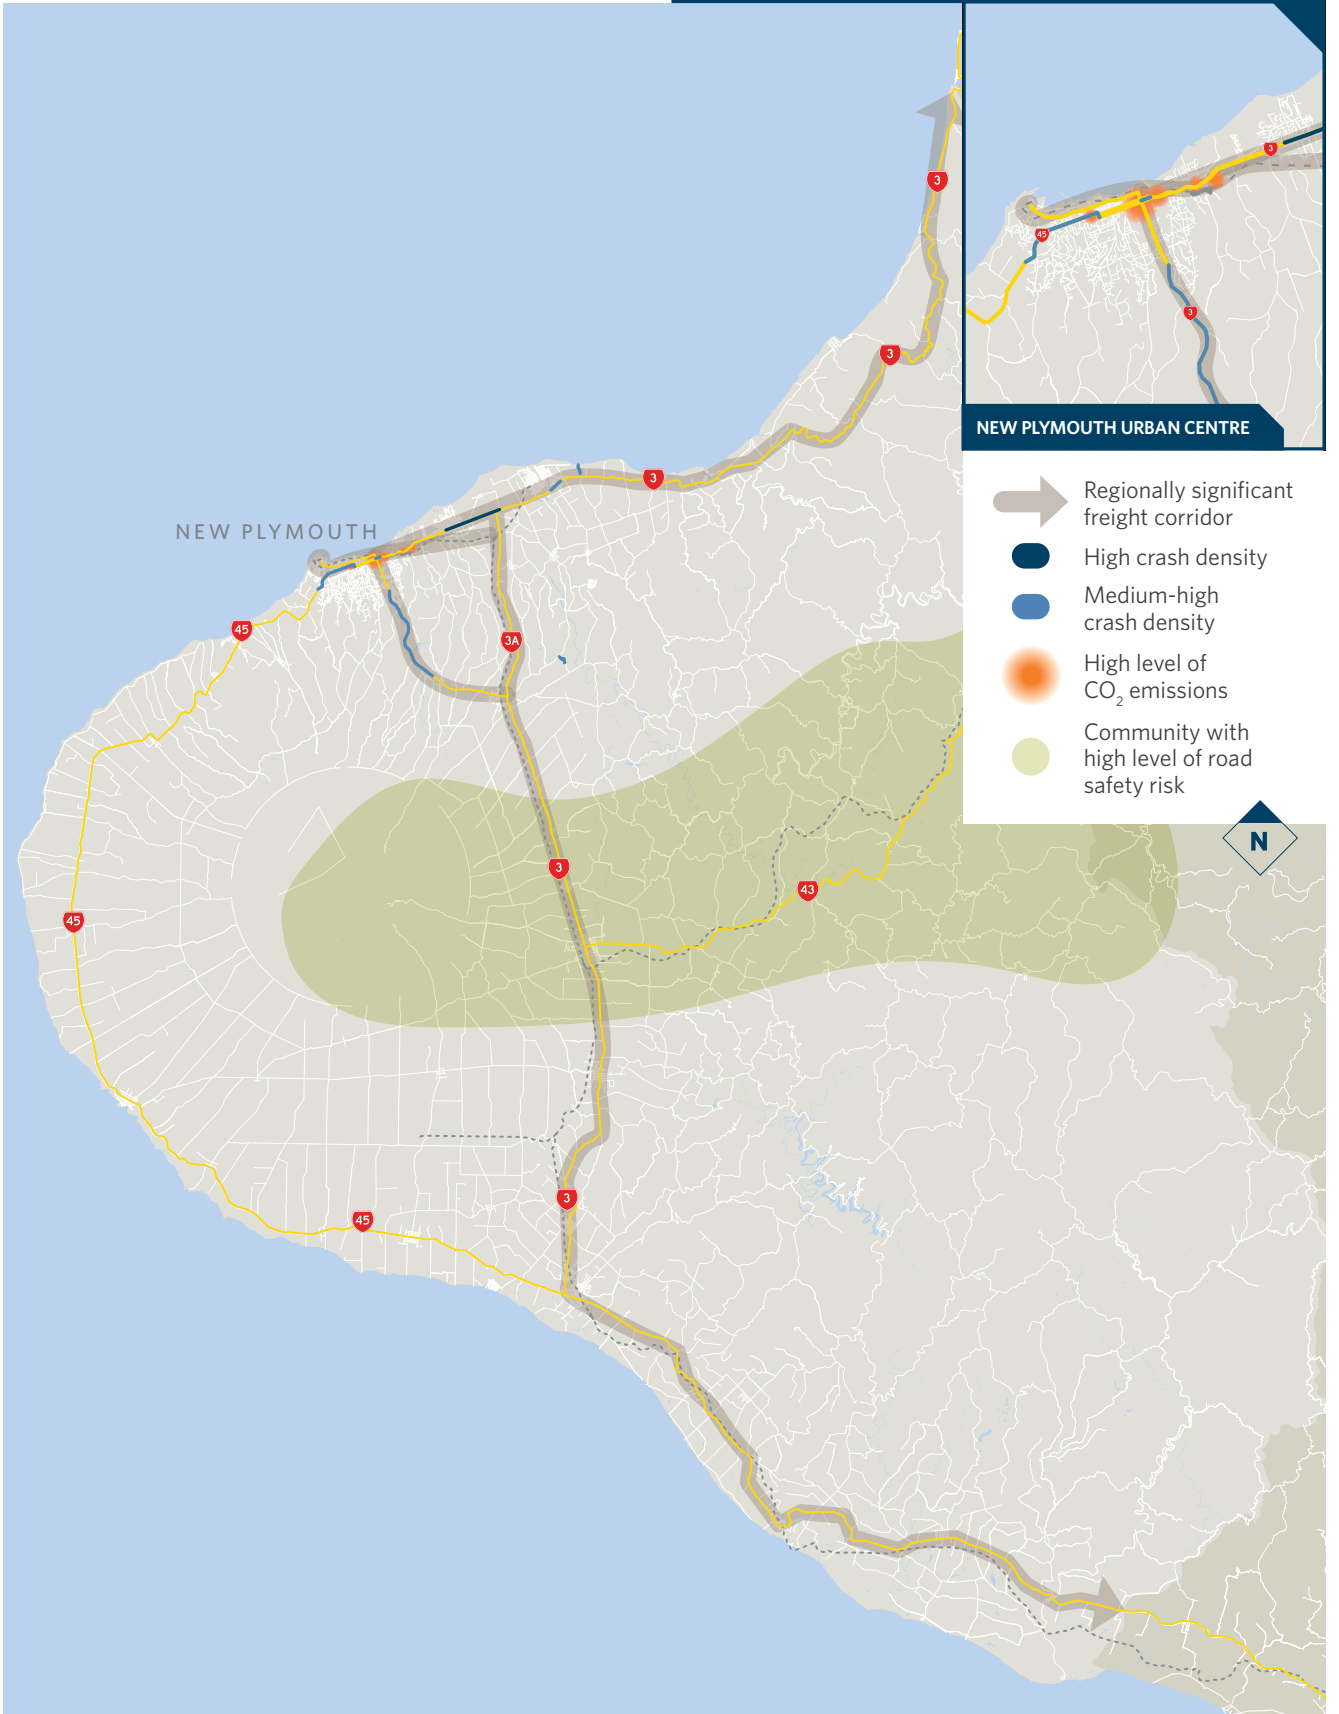 3
45
3
NEW PLYMOUTH URBAN CENTRE
Regionally significant
freight corridor
High crash density
Medium-high
crash density
High level of
CO2 emissions
Community with
high level of road
safety risk
N
3
3
3
NEW PLYMOUTH
45
3A
3
43
45
3
45